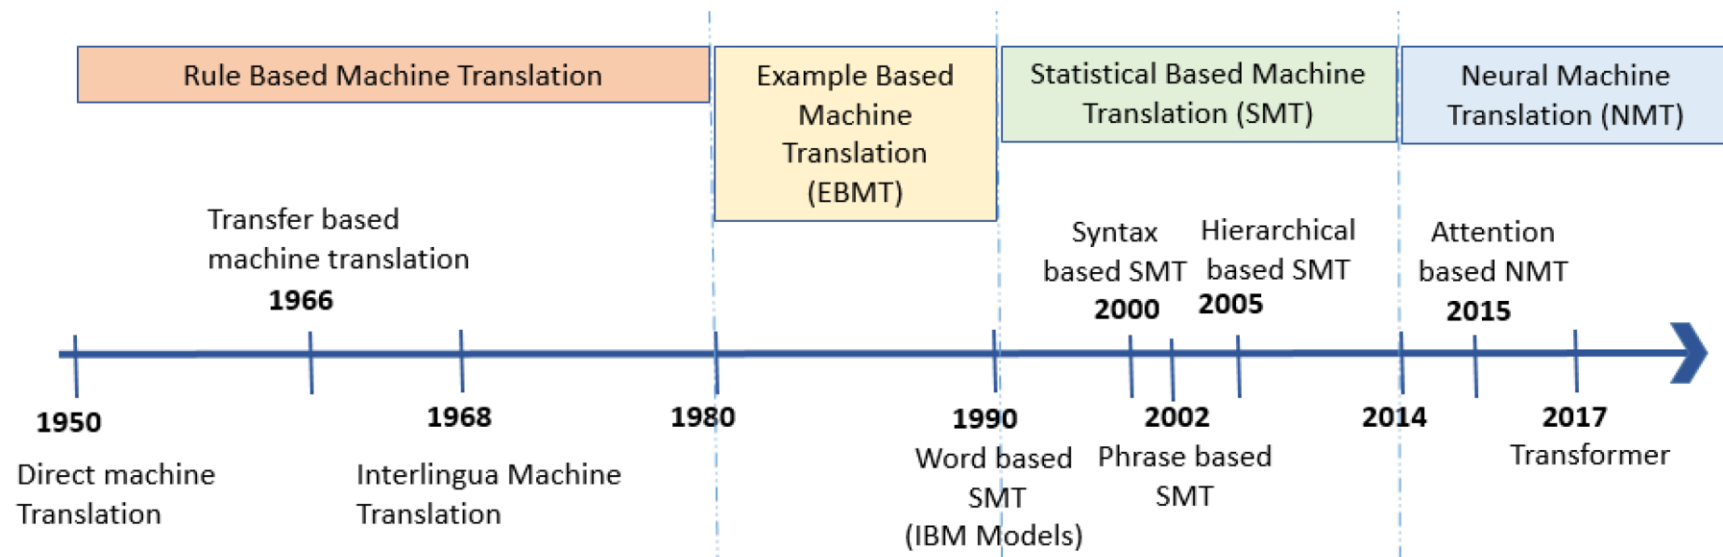 Rule Based Machine Translation
Example Based
Machine
Translation
(EBMT)
Statistical Based Machine
Translation (SMT)
Neural Machine
Translation (NMT)
Transfer based
machine translation
1966
Syntax
based SMT
2000
Hierarchical
based SMT
2005
Attention
based NMT
2015
1950
Direct machine
Translation
1968
Interlingua Machine
Translation
1980
1990
Word based
SMT
(IBM Models)
2002
Phrase based
SMT
2014
2017
Transformer